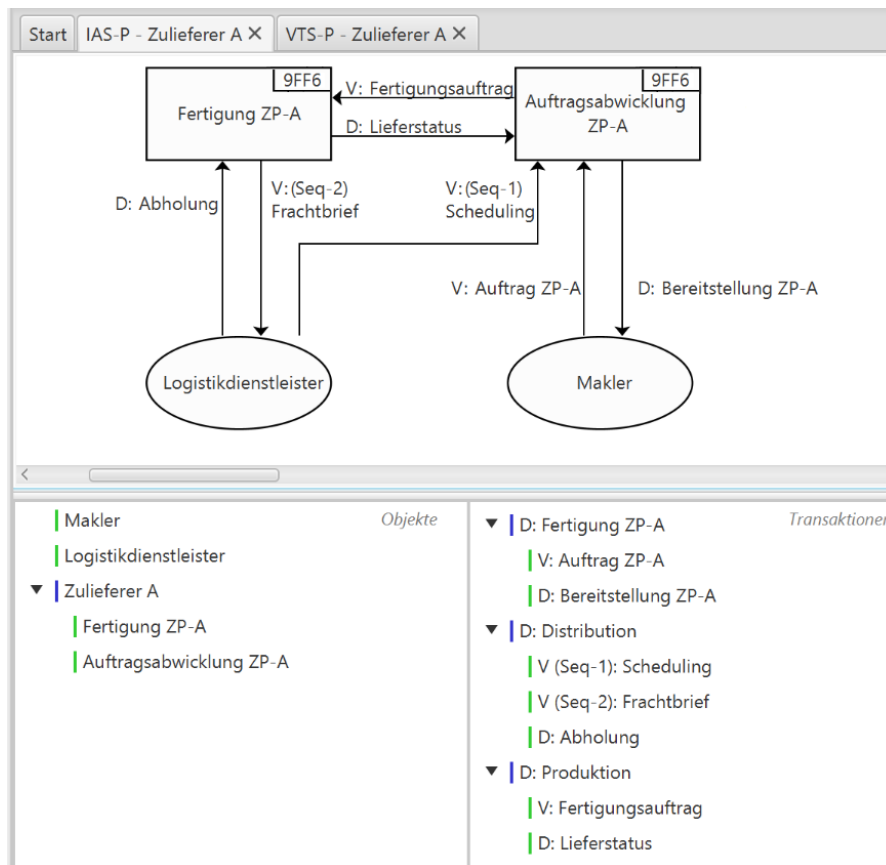 Start
IAS-P - Zulieferer A
VTS-P - Zulieferer A
9FF6
Fertigung ZP-A
V: Fertigungsauftrag
D: Lieferstatus
9FF6
Auftragsabwicklung
ZP-A
D: Abholung
V:(Seq-2)
Frachtbrief
V:(Seq-1)
Scheduling
V: Auftrag ZP-A
D: Bereitstellung ZP-A
Logistikdienstleister
Makler
Objekte
Makler
Logistikdienstleister
Zulieferer A
Fertigung ZP-A
Auftragsabwicklung ZP-A
Transaktionen
D: Fertigung ZP-A
V: Auftrag ZP-A
D: Bereitstellung ZP-A
D: Distribution
V (Seq-1): Scheduling
V (Seq-2): Frachtbrief
D: Abholung
D: Produktion
V: Fertigungsauftrag
D: Lieferstatus